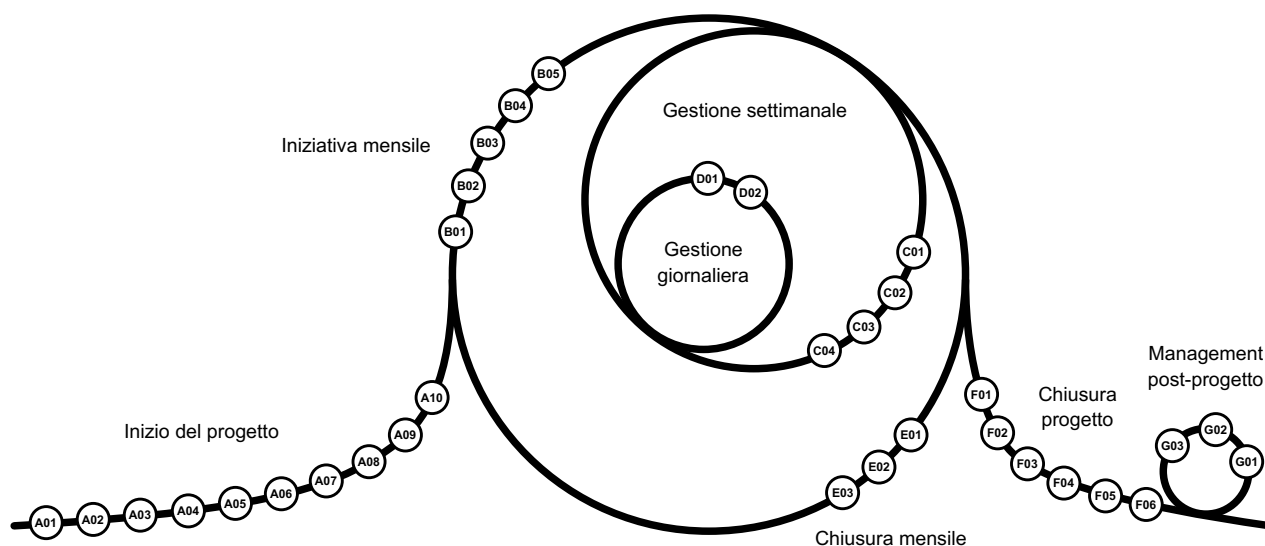 Inizio del progetto
A01
A02
A03
A04
A05
A06
A07
A08
A09
A10
Iniziativa mensile
B01
B02
B03
B04
B05
Gestione settimanale
C01
C02
C03
C04
Gestione
giornaliera
D01
D02
Chiusura mensile
E01
E02
E03
Chiusura
progetto
F01
F02
F03
F04
F05
F06
Management
post-progetto
G01
G02
G03